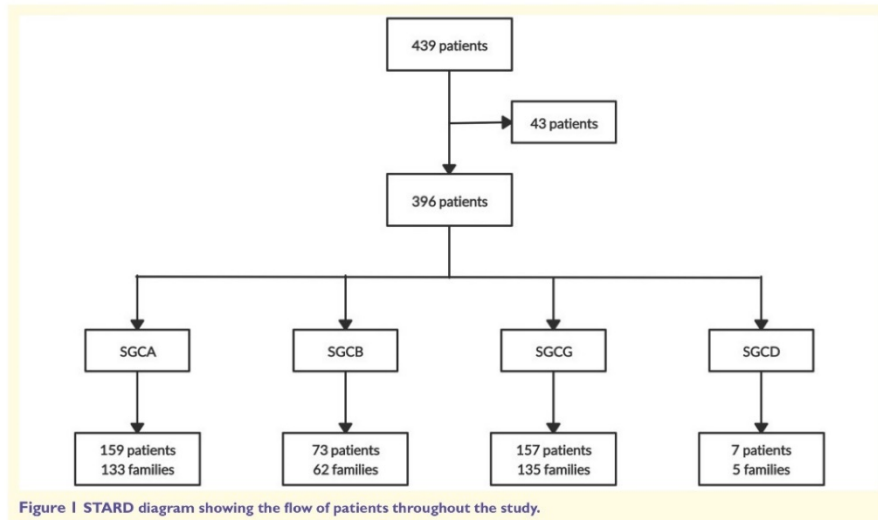 439 patients
43 patients
396 patients
SGCA
SGCB
SGCG
SGCD
159 patients
133 families
73 patients
62 families
157 patients
135 families
7 patients
5 families
Figure 1 STARD diagram showing the flow of patients throughout the study.